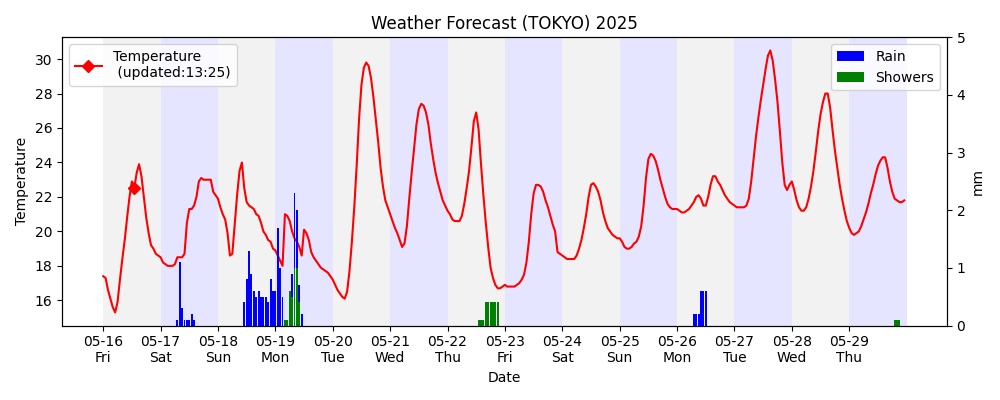 Weather Forecast (TOKYO) 2025
Temperature
(updated:13:25)
Rain
Showers
Temperature
30
28
26
24
22
20
18
16
5
4
3
2
1
0
mm
05-16 05-17 05-18 05-19 05-20 05-21 05-22 05-23 05-24 05-25 05-26 05-27 05-28 05-29
Fri Sat Sun Mon Tue Wed Thu Fri Sat Sun Mon Tue Wed Thu
Date